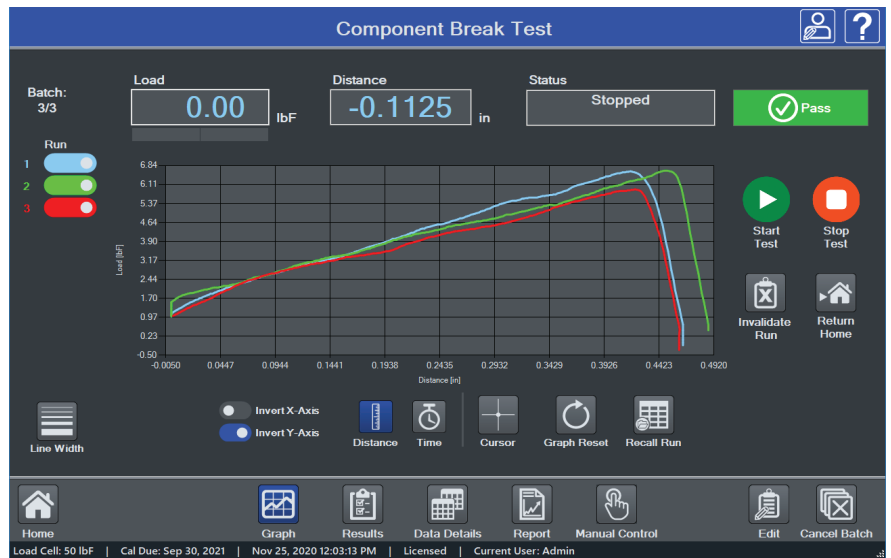 Component Break Test
?
Batch:
3/3
Load
0.00 lbF
Distance
-0.1125 in
Status
Stopped
Pass
Run
1
2
3
6.84
6.11
5.37
4.64
3.90
3.17
2.44
1.70
0.97
0.23
-0.50
Load [lbF]
-0.0050 0.0447 0.0944 0.1441 0.1938 0.2435 0.2932 0.3429 0.3926 0.4423 0.4920
Distance [in]
Start
Test
Stop
Test
Invalidate
Run
Return
Home
Line Width
Invert X-Axis
Invert Y-Axis
Distance
Time
Cursor
Graph Reset
Recall Run
Home
Graph
Results
Data Details
Report
Manual Control
Edit
Cancel Batch
Load Cell: 50 lbF | Cal Due: Sep 30, 2021 | Nov 25, 2020 12:03:13 PM | Licensed | Current User: Admin